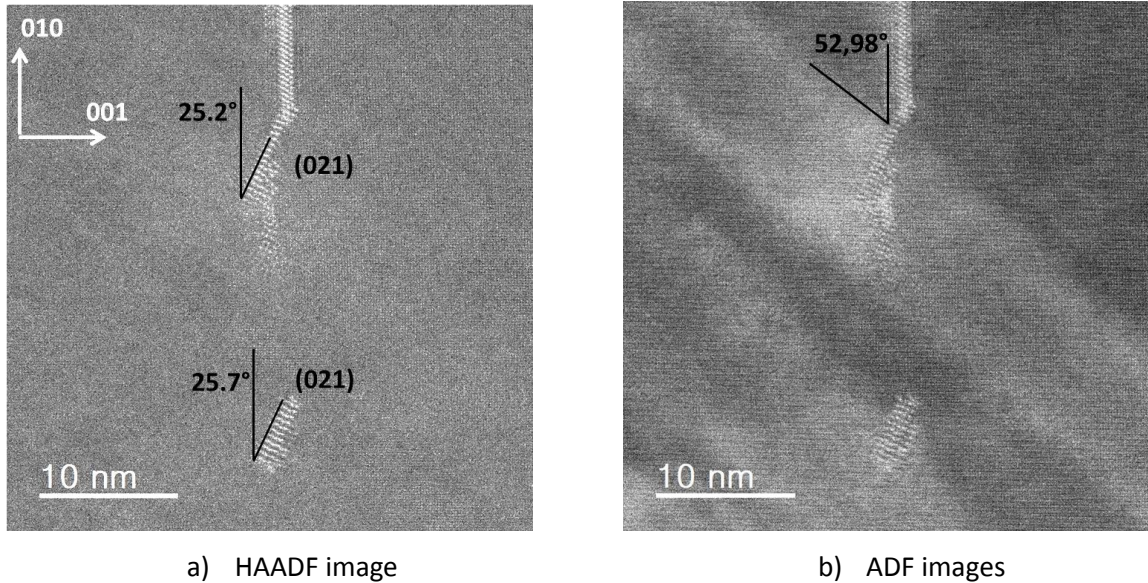 010
001
25.2°
(021)
25.7°
(021)
10 nm
52,98°
10 nm
a) HAADF image
b) ADF images